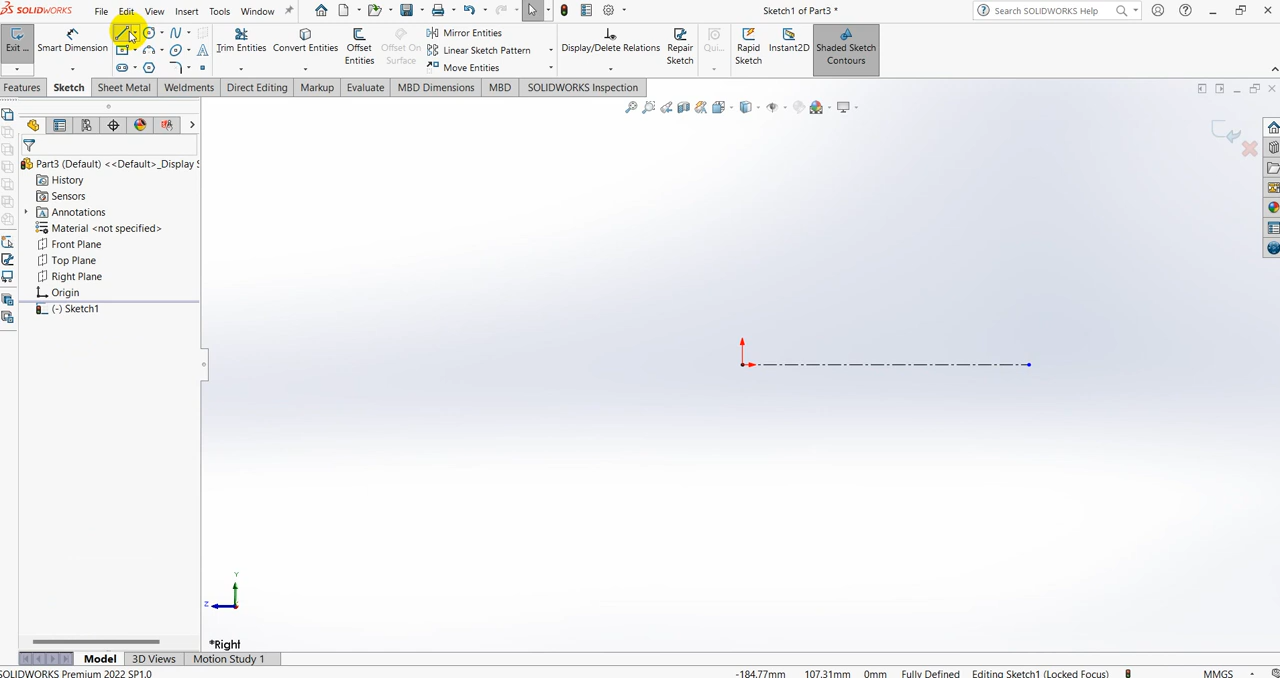 SOLIDWORKS File Edit View Insert Tools Window Sketch1 of Part3 * Search SOLIDWORKS Help
Exit ... Smart Dimension Trim Entities Convert Entities Offset Entities Offset On Surface Mirror Entities Linear Sketch Pattern Move Entities Display/Delete Relations Repair Sketch Qui... Rapid Sketch Instant2D Shaded Sketch Contours
Features Sketch Sheet Metal Weldments Direct Editing Markup Evaluate MBD Dimensions MBD SOLIDWORKS Inspection
Part3 (Default) <<Default>_Display S
History
Sensors
Annotations
Material <not specified>
Front Plane
Top Plane
Right Plane
Origin
(-) Sketch1
Y
Z
*Right
Model 3D Views Motion Study 1
SOLIDWORKS Premium 2022 SP1.0 -184.77mm 107.31mm 0mm Fully Defined Editing Sketch1 (Locked Focus) MMGS